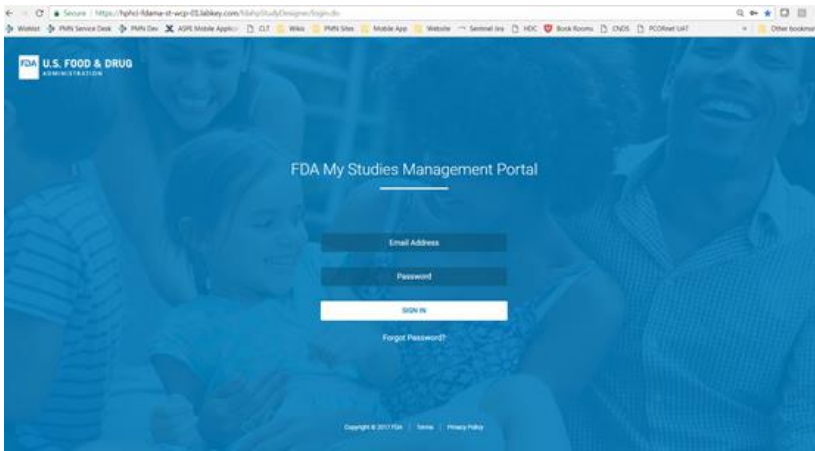 Secure | https://hphci-fdama-st-wcp-01.labkey.com/fdahpStudyDesigner/login.do
PMN Service Desk PMN Dev ASPE Mobile Applic CLT Wikis PMN Sites Mobile App Website Sentinel Jira HDC Book Rooms CNDS PCORnet UAT Other bookmar
FDA U.S. FOOD & DRUG
ADMINISTRATION
FDA My Studies Management Portal
Email Address
Password
SIGN IN
Forgot Password?
Copyright © 2017 FDA | Terms | Privacy Policy